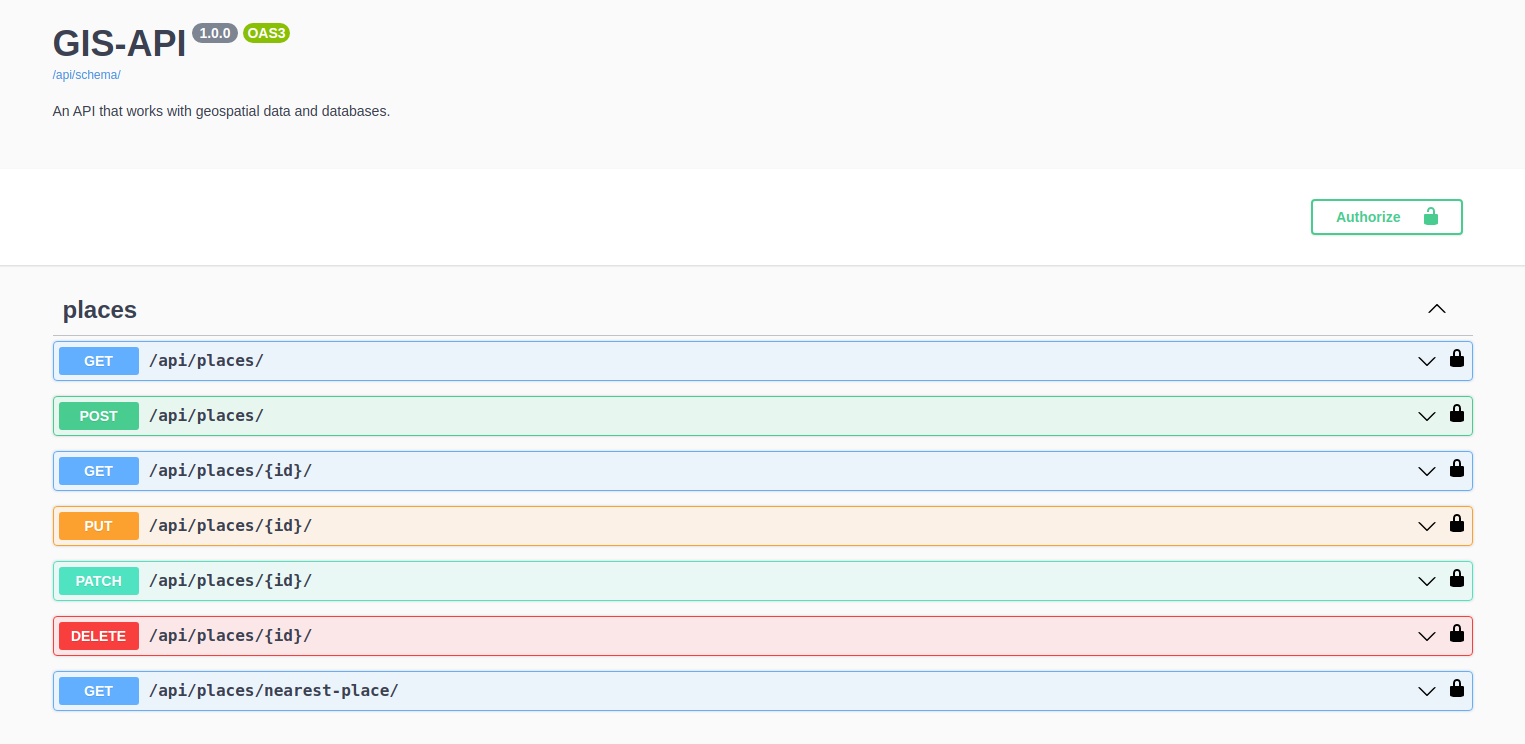 GIS-API 1.0.0 OAS3
/api/schema/
An API that works with geospatial data and databases.
Authorize
places
GET /api/places/
POST /api/places/
GET /api/places/{id}/
PUT /api/places/{id}/
PATCH /api/places/{id}/
DELETE /api/places/{id}/
GET /api/places/nearest-place/